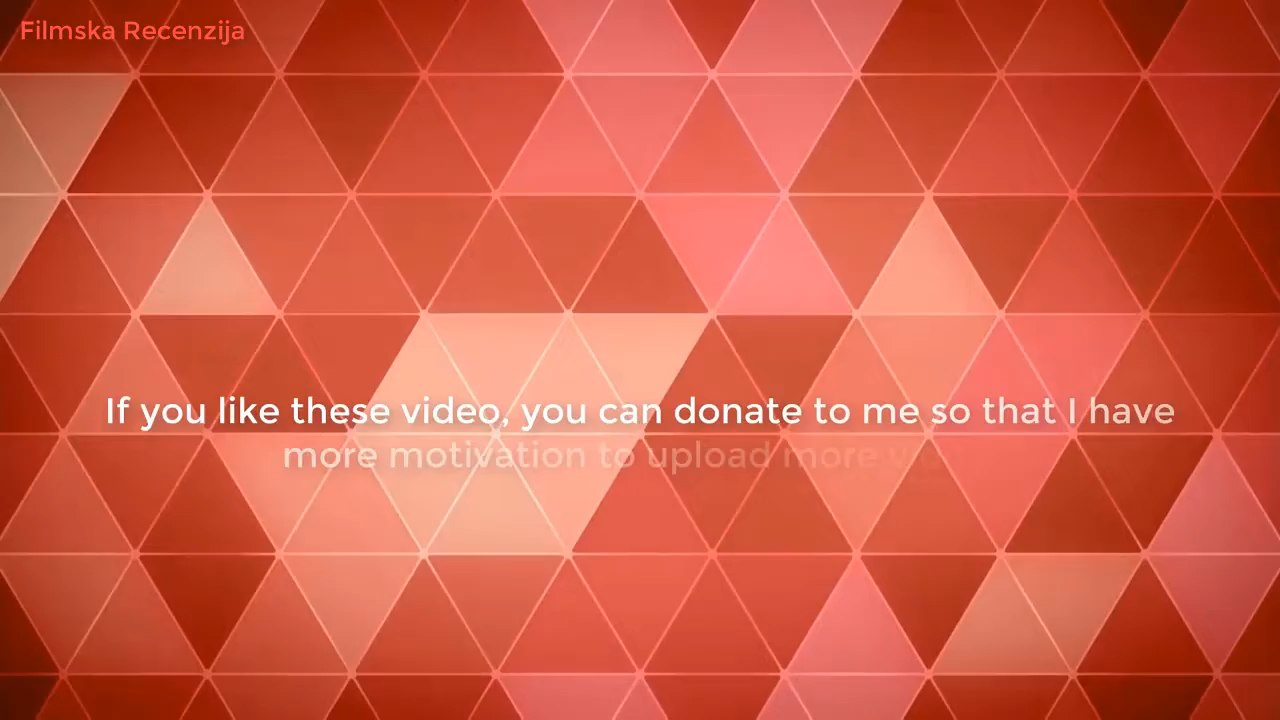 Filmska Recenzija
If you like these video, you can donate to me so that I have
more motivation to upload more